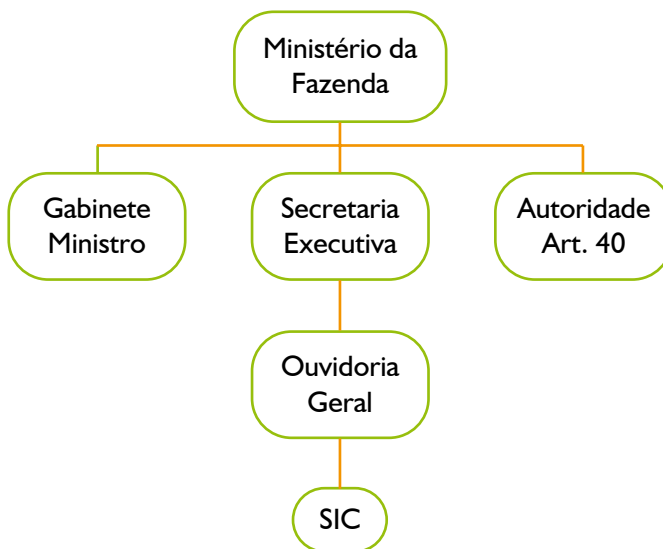 Ministério da
Fazenda
Gabinete
Ministro
Secretaria
Executiva
Autoridade
Art. 40
Ouvidoria
Geral
SIC